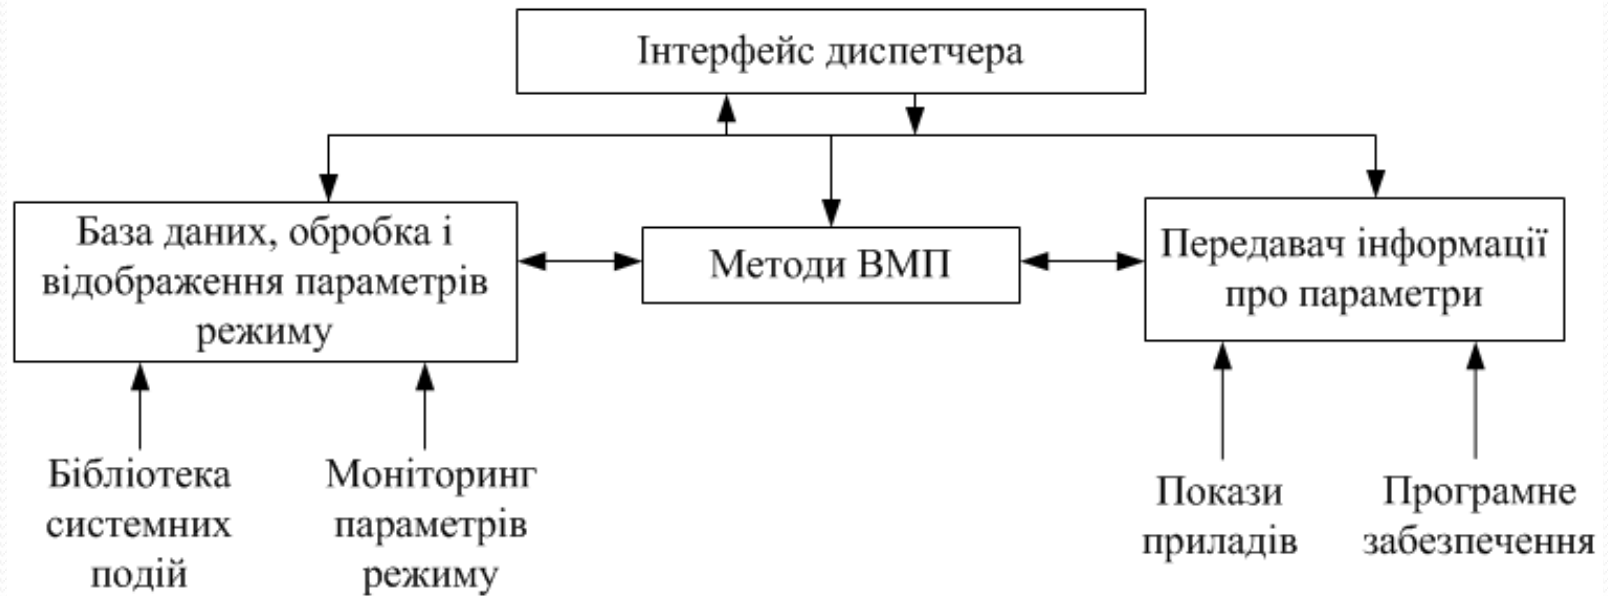 Інтерфейс диспетчера
База даних, обробка і
відображення параметрів
режиму
Методи ВМП
Передавач інформації
про параметри
Бібліотека
системних
подій
Моніторинг
параметрів
режиму
Покази
приладів
Програмне
забезпечення